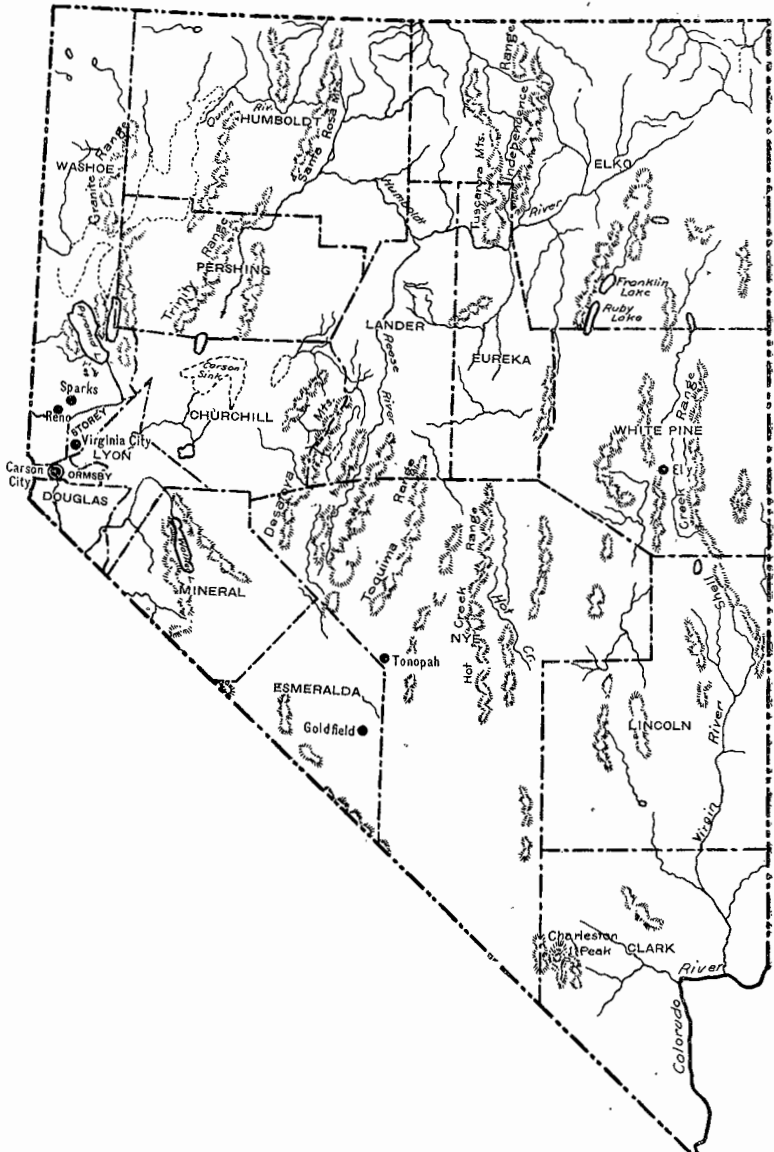 Quinn Riv.
HUMBOLDT
Santa Rosa Mts.
Tuscarora Mts.
Independence Range
ELKO
WASHOE
Granite Range
Humboldt
River
PERSHING
Trinity Range
Franklin
Lake
Ruby
Lake
LANDER
Reese River
EUREKA
Carson
Sink
CHURCHILL
Sparks
Reno
STOREY
Virginia City
LYON
Carson
City
ORMSBY
DOUGLAS
Desatoya Mts.
WHITE PINE
Ely
Shell Creek Range
Toquima Range
Hot Creek Range
Hot Cr.
MINERAL
NYE
Tonopah
ESMERALDA
Goldfield
LINCOLN
Virgin River
Charleston
Peak
CLARK
Colorado River